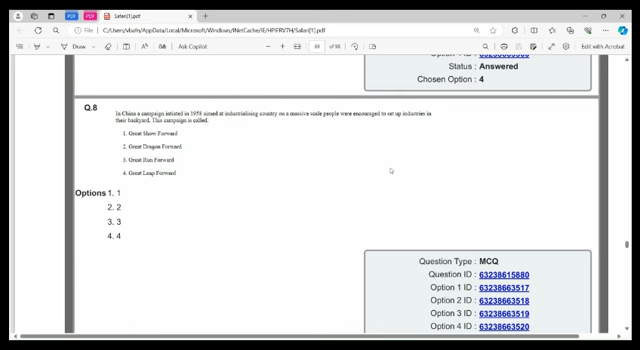 PDF
PDF
Safari[1].pdf
File
C:/Users/vbafn/AppData/Local/Microsoft/Windows/INetCache/IE/HPIFRVTH/Safari[1].pdf
Draw
Ask Copilot
of 98
Edit with Acrobat
Status : Answered
Chosen Option : 4
Q.8
In China a campaign intiated in 1958 aimed at industrialising country on a massive scale people were encouraged to set up industries in
their backyard. This campaign is called.
1. Great Show Forward
2. Great Dragon Forward
3. Great Run Forward
4. Great Leap Forward
Options 1. 1
2. 2
3. 3
4. 4
Question Type : MCQ
Question ID : 63238615880
Option 1 ID : 63238663517
Option 2 ID : 63238663518
Option 3 ID : 63238663519
Option 4 ID : 63238663520